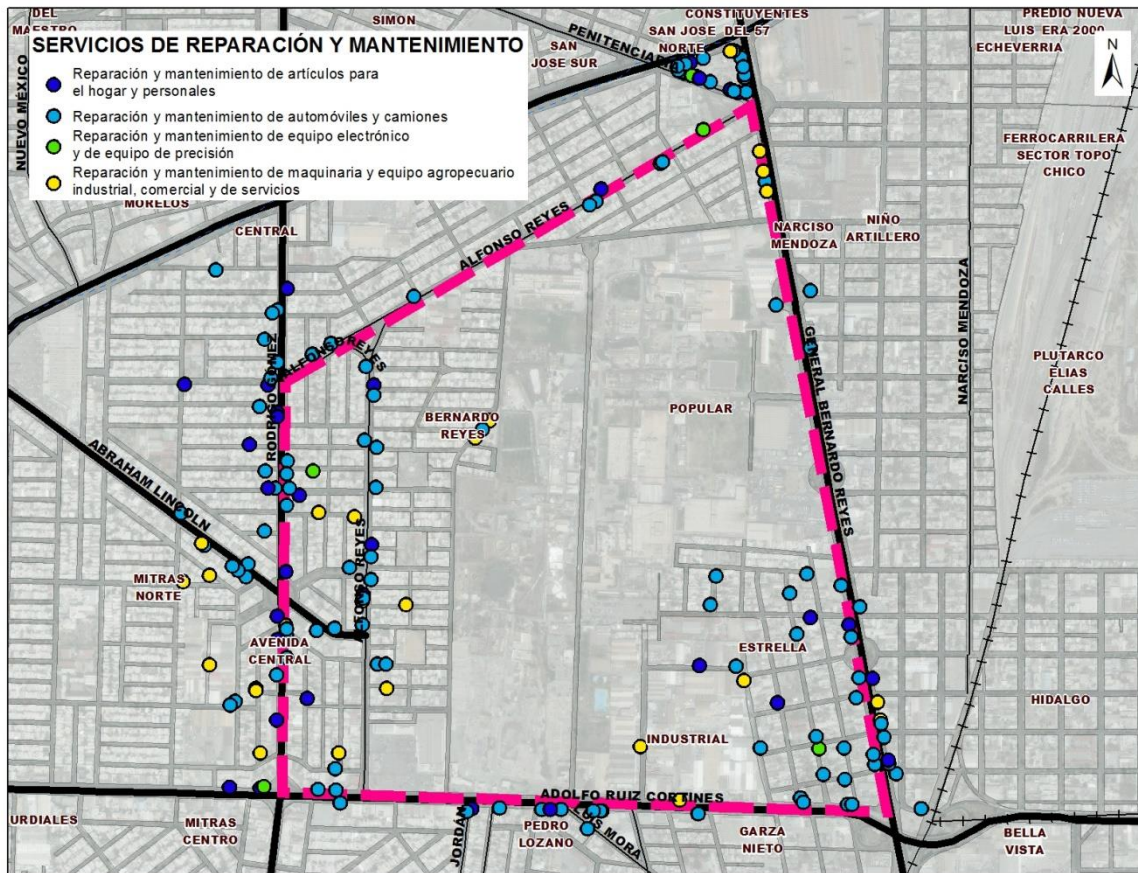 DEL
MAESTRO
SIMON
CONSTITUYENTES
SAN JOSE DEL 57
NORTE
PREDIO NUEVA
LUIS ERA 2000
ECHEVERRIA
SERVICIOS DE REPARACIÓN Y MANTENIMIENTO
Reparación y mantenimiento de artículos para
el hogar y personales
Reparación y mantenimiento de automóviles y camiones
Reparación y mantenimiento de equipo electrónico
y de equipo de precisión
Reparación y mantenimiento de maquinaria y equipo agropecuario
industrial, comercial y de servicios
N
PENITENCIARIA
SAN
JOSE SUR
NUEVO MÉXICO
FERROCARRILERA
SECTOR TOPO
CHICO
MORELOS
CENTRAL
ALFONSO REYES
NARCISO
MENDOZA
NIÑO
ARTILLERO
NARCISO MENDOZA
GENERAL BERNARDO REYES
ALFONSO REYES
RODRIGO GOMEZ
PLUTARCO
ELIAS
CALLES
BERNARDO
REYES
POPULAR
ABRAHAM LINCOLN
ALFONSO REYES
MITRAS
NORTE
AVENIDA
CENTRAL
ESTRELLA
HIDALGO
INDUSTRIAL
ADOLFO RUIZ CORTINES
URDIALES
MITRAS
CENTRO
JORDAN
PEDRO
LOZANO
LUIS MORA
GARZA
NIETO
BELLA
VISTA